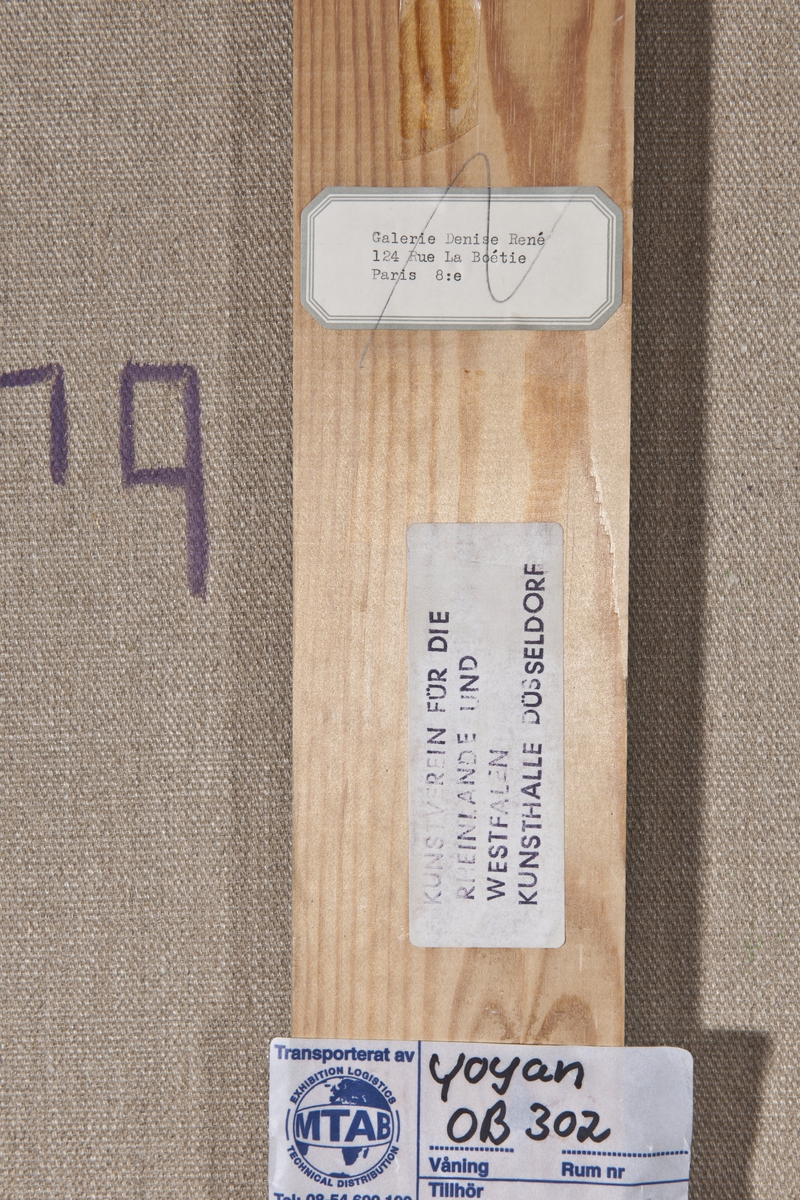 Galerie Denise René
124 Rue La Boétie
Paris 8:e
19
KUNSTVEREIN FÜR DIE
RHEINLANDE UND
WESTFALEN
KUNSTHALLE DÜSSELDORF
Transporterat av
EXHIBITION LOGISTICS
MTAB
TECHNICAL DISTRIBUTION
yoyan
OB 302
Våning Rum nr
Tillhör